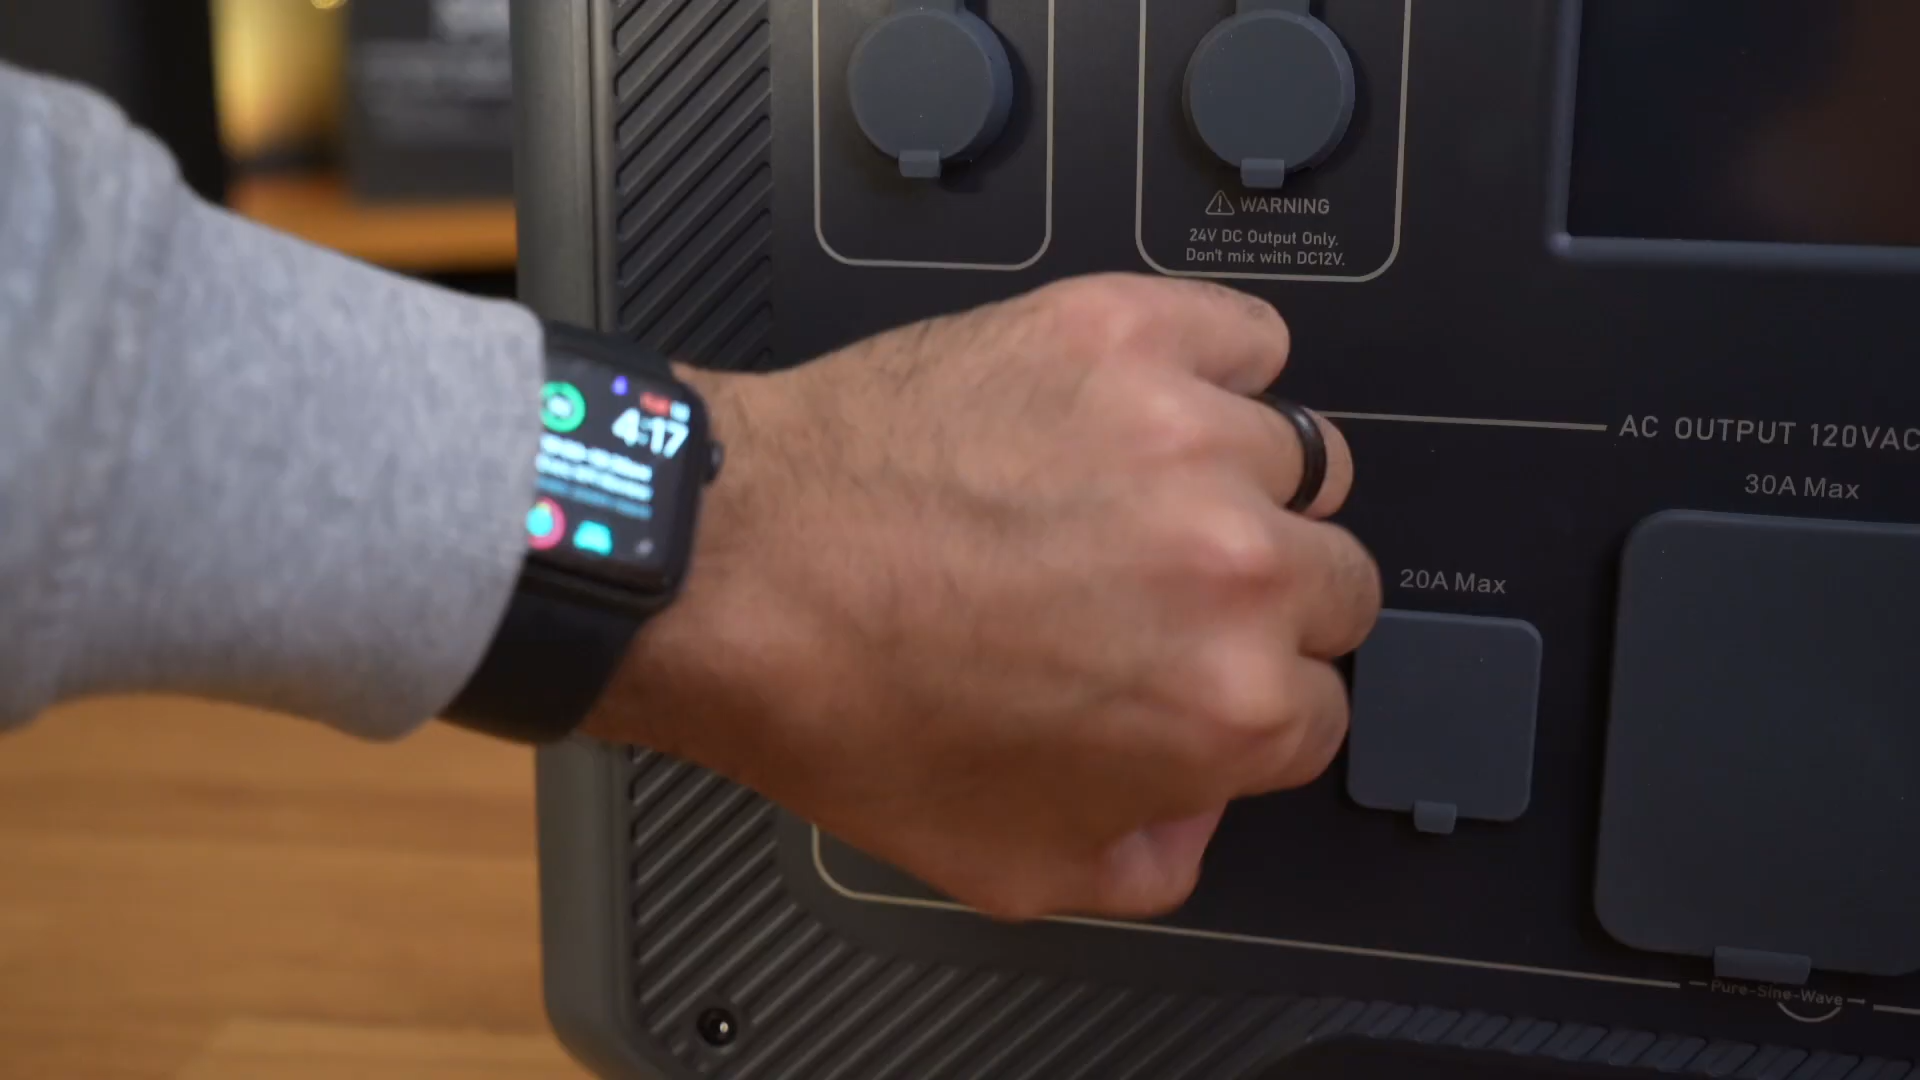 WARNING
24V DC Output Only.
Don't mix with DC12V.
4:17
AC OUTPUT 120VAC
30A Max
20A Max
Pure-Sine-Wave